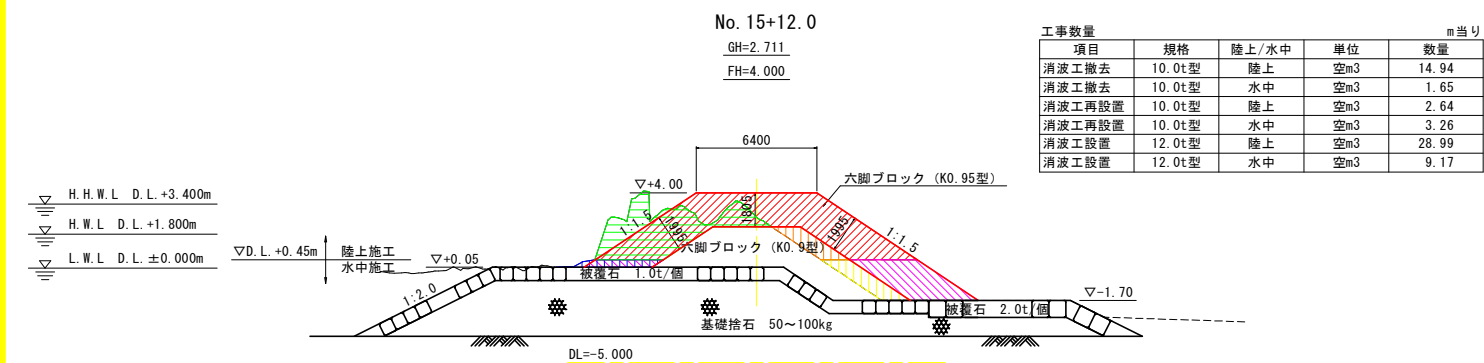 No.15+12.0
GH=2.711
FH=4.000
工事数量 m当り
項目 規格 陸上/水中 単位 数量
消波工撤去 10.0t型 陸上 空m3 14.94
消波工撤去 10.0t型 水中 空m3 1.65
消波工再設置 10.0t型 陸上 空m3 2.64
消波工再設置 10.0t型 水中 空m3 3.26
消波工設置 12.0t型 陸上 空m3 28.99
消波工設置 12.0t型 水中 空m3 9.17
6400
六脚ブロック (K0.95型)
▽+4.00
H.H.W.L D.L.+3.400m
H.W.L D.L.+1.800m
L.W.L D.L.±0.000m
▽D.L.+0.45m
陸上施工
水中施工
▽+0.05
1:1.5
1995
1805
1995
1:1.5
六脚ブロック (K0.9型)
被覆石 1.0t/個
1:2.0
▽-1.70
被覆石 2.0t/個
基礎捨石 50～100kg
DL=-5.000